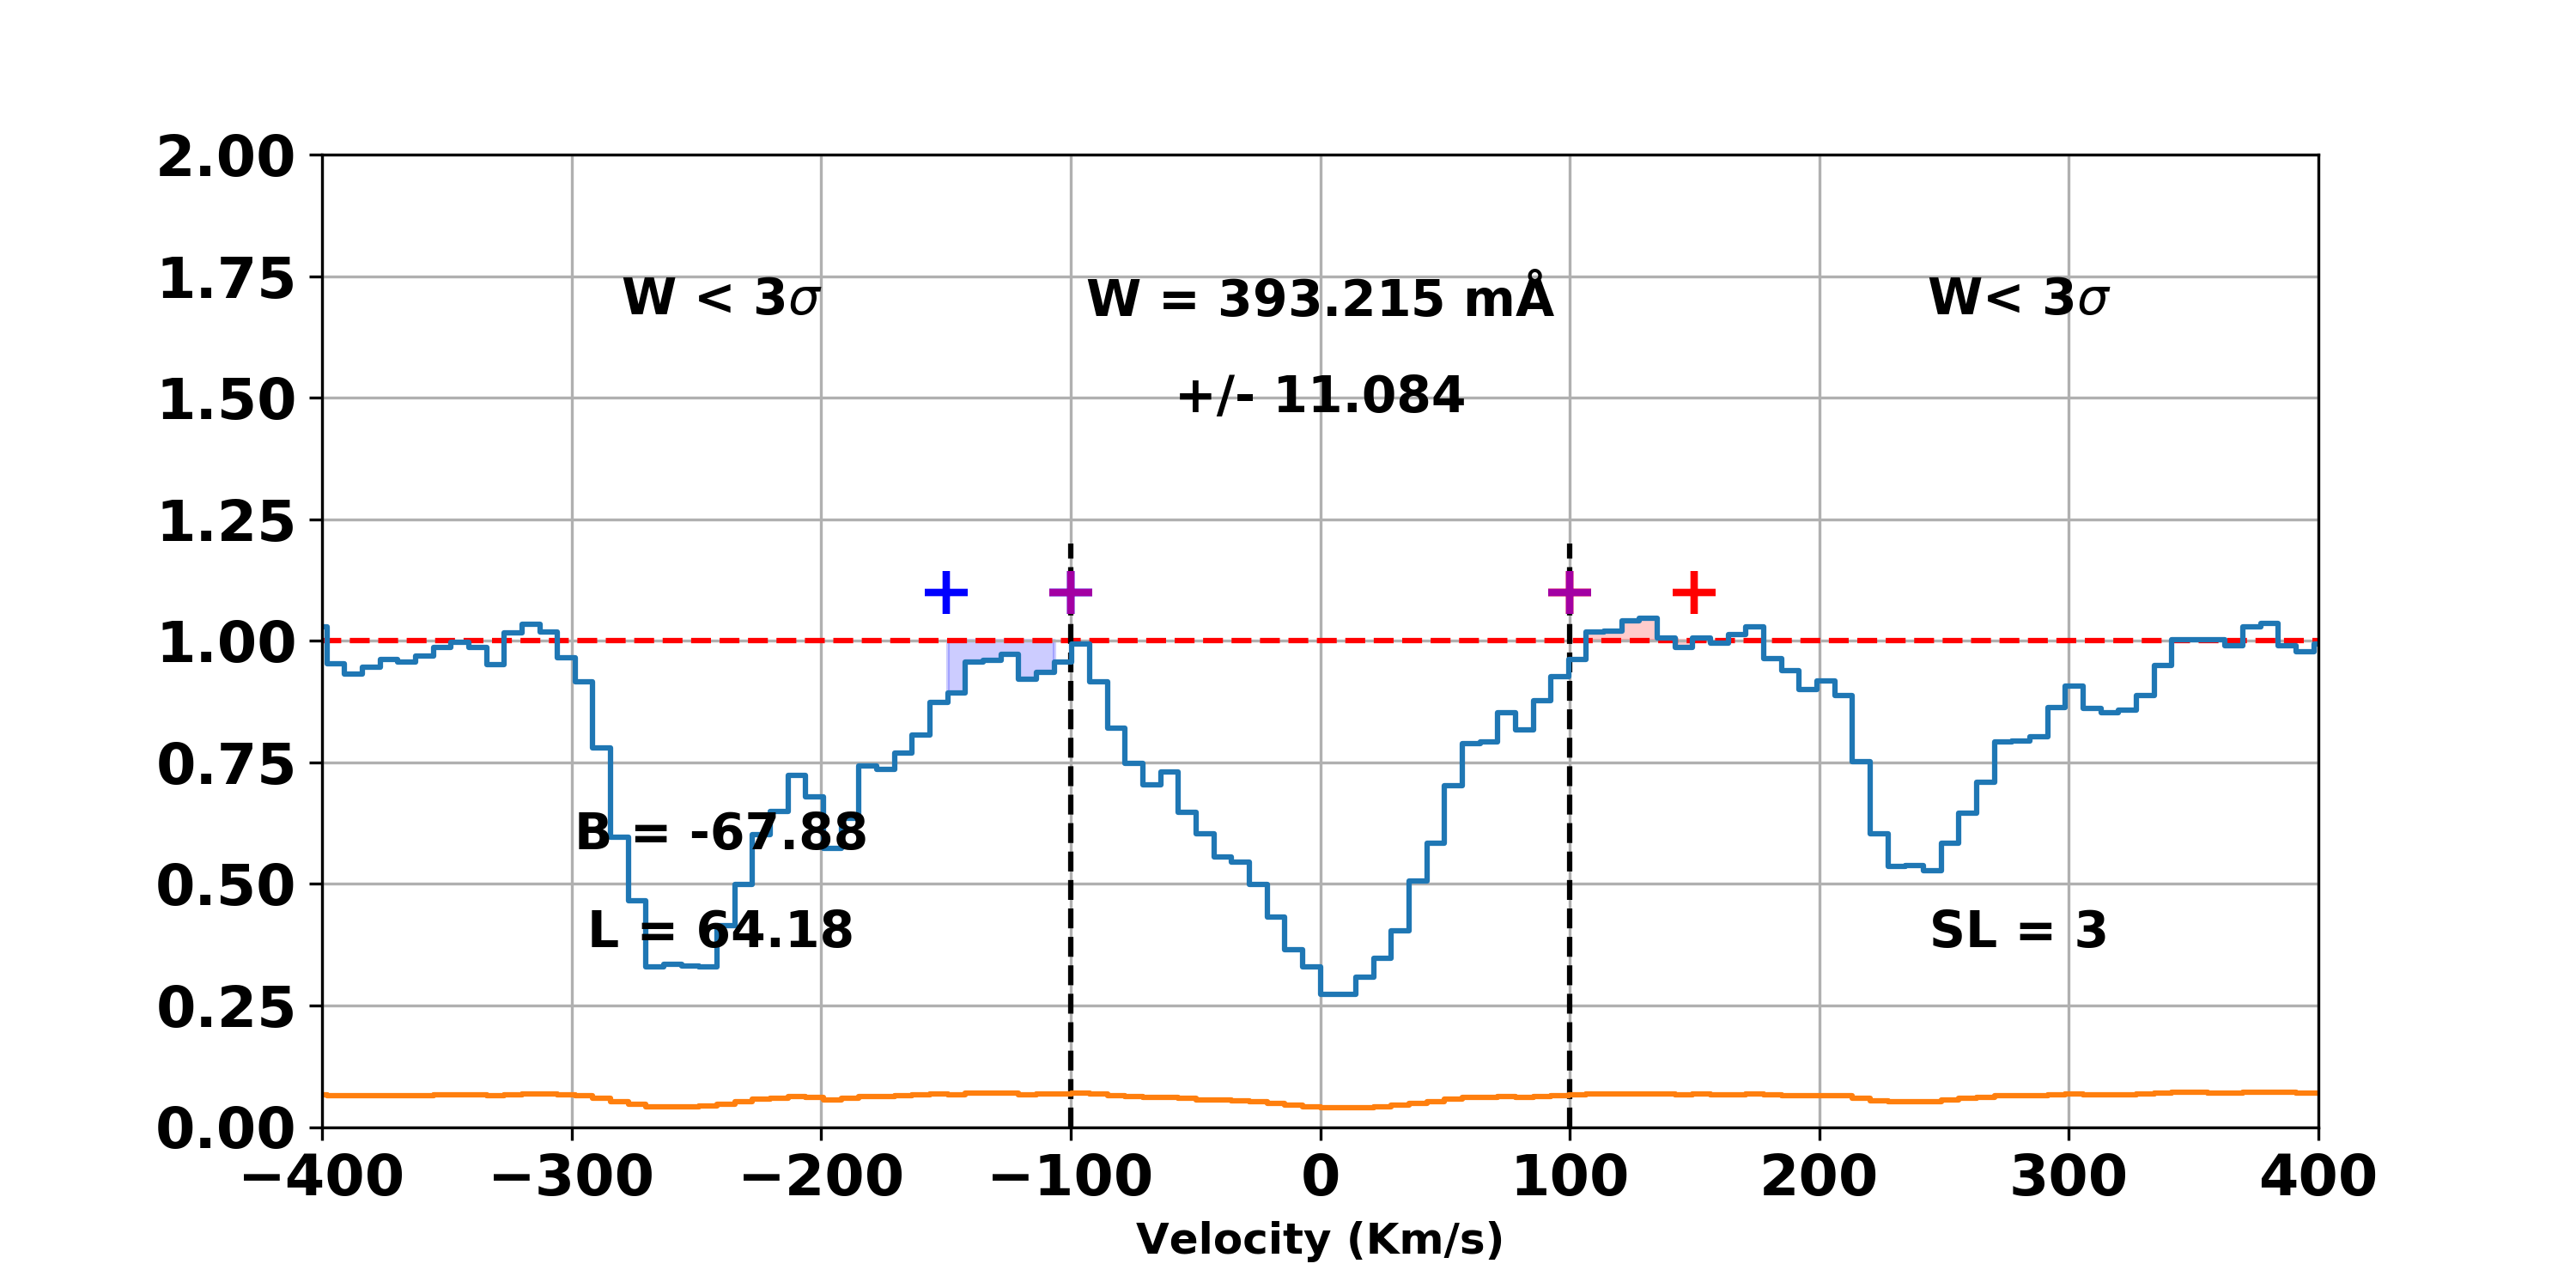 2.00
1.75
1.50
1.25
1.00
0.75
0.50
0.25
0.00
W < 3σ
W = 393.215 mÅ
+/- 11.084
W< 3σ
B = -67.88
L = 64.18
SL = 3
−400 −300 −200 −100 0 100 200 300 400
Velocity (Km/s)